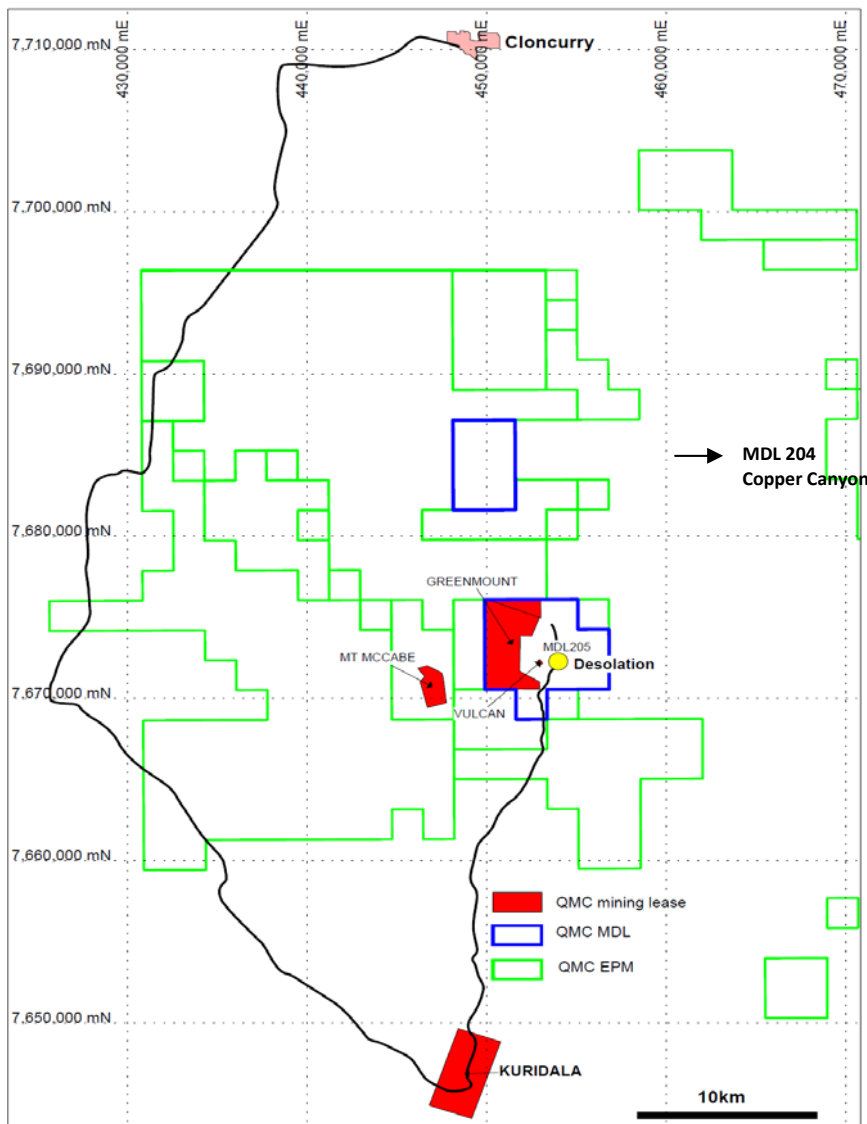 430,000 mE
440,000 mE
450,000 mE
460,000 mE
470,000 mE
7,710,000 mN
Cloncurry
7,700,000 mN
7,690,000 mN
MDL 204
Copper Canyon
7,680,000 mN
GREENMOUNT
MDL205
MT MCCABE
Desolation
7,670,000 mN
VULCAN
7,660,000 mN
QMC mining lease
QMC MDL
QMC EPM
7,650,000 mN
KURIDALA
10km